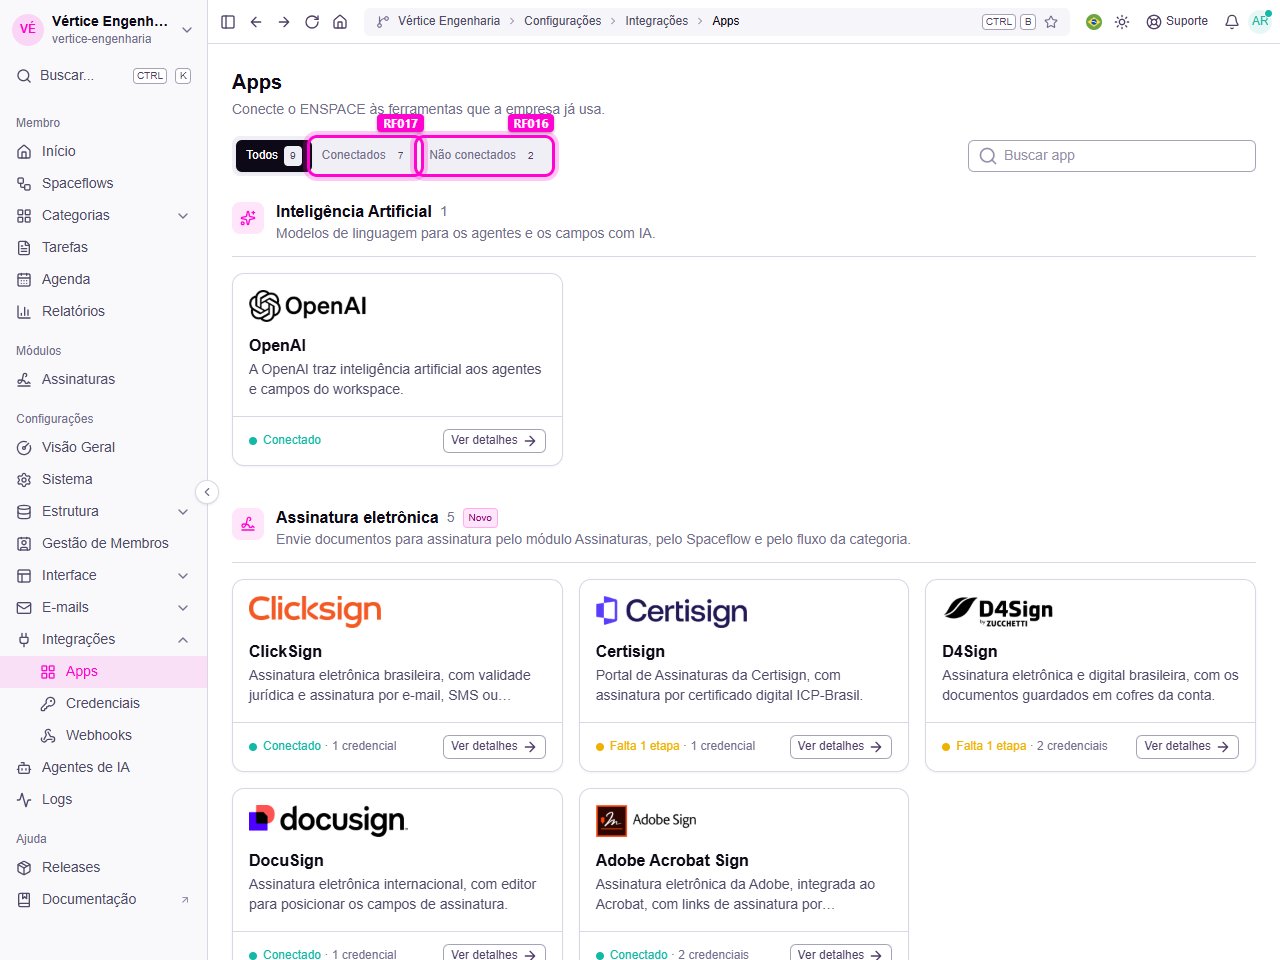 VÉ
Vértice Engenh...
vertice-engenharia
Buscar... CTRL K
Membro
Início
Spaceflows
Categorias
Tarefas
Agenda
Relatórios
Módulos
Assinaturas
Configurações
Visão Geral
Sistema
Estrutura
Gestão de Membros
Interface
E-mails
Integrações
Apps
Credenciais
Webhooks
Agentes de IA
Logs
Ajuda
Releases
Documentação
Vértice Engenharia Configurações Integrações Apps CTRL B
Suporte AR
Apps
Conecte o ENSPACE às ferramentas que a empresa já usa.
RF017 RF016
Todos 9 Conectados 7 Não conectados 2
Buscar app
Inteligência Artificial 1
Modelos de linguagem para os agentes e os campos com IA.
OpenAI
OpenAI
A OpenAI traz inteligência artificial aos agentes
e campos do workspace.
Conectado Ver detalhes
Assinatura eletrônica 5 Novo
Envie documentos para assinatura pelo módulo Assinaturas, pelo Spaceflow e pelo fluxo da categoria.
Clicksign
ClickSign
Assinatura eletrônica brasileira, com validade
jurídica e assinatura por e-mail, SMS ou...
Conectado · 1 credencial Ver detalhes
Certisign
Certisign
Portal de Assinaturas da Certisign, com
assinatura por certificado digital ICP-Brasil.
Falta 1 etapa · 1 credencial Ver detalhes
D4Sign
by ZUCCHETTI
D4Sign
Assinatura eletrônica e digital brasileira, com os
documentos guardados em cofres da conta.
Falta 1 etapa · 2 credenciais Ver detalhes
docusign.
DocuSign
Assinatura eletrônica internacional, com editor
para posicionar os campos de assinatura.
Conectado · 1 credencial Ver detalhes
Adobe Sign
Adobe Acrobat Sign
Assinatura eletrônica da Adobe, integrada ao
Acrobat, com links de assinatura por...
Conectado · 2 credenciais Ver detalhes